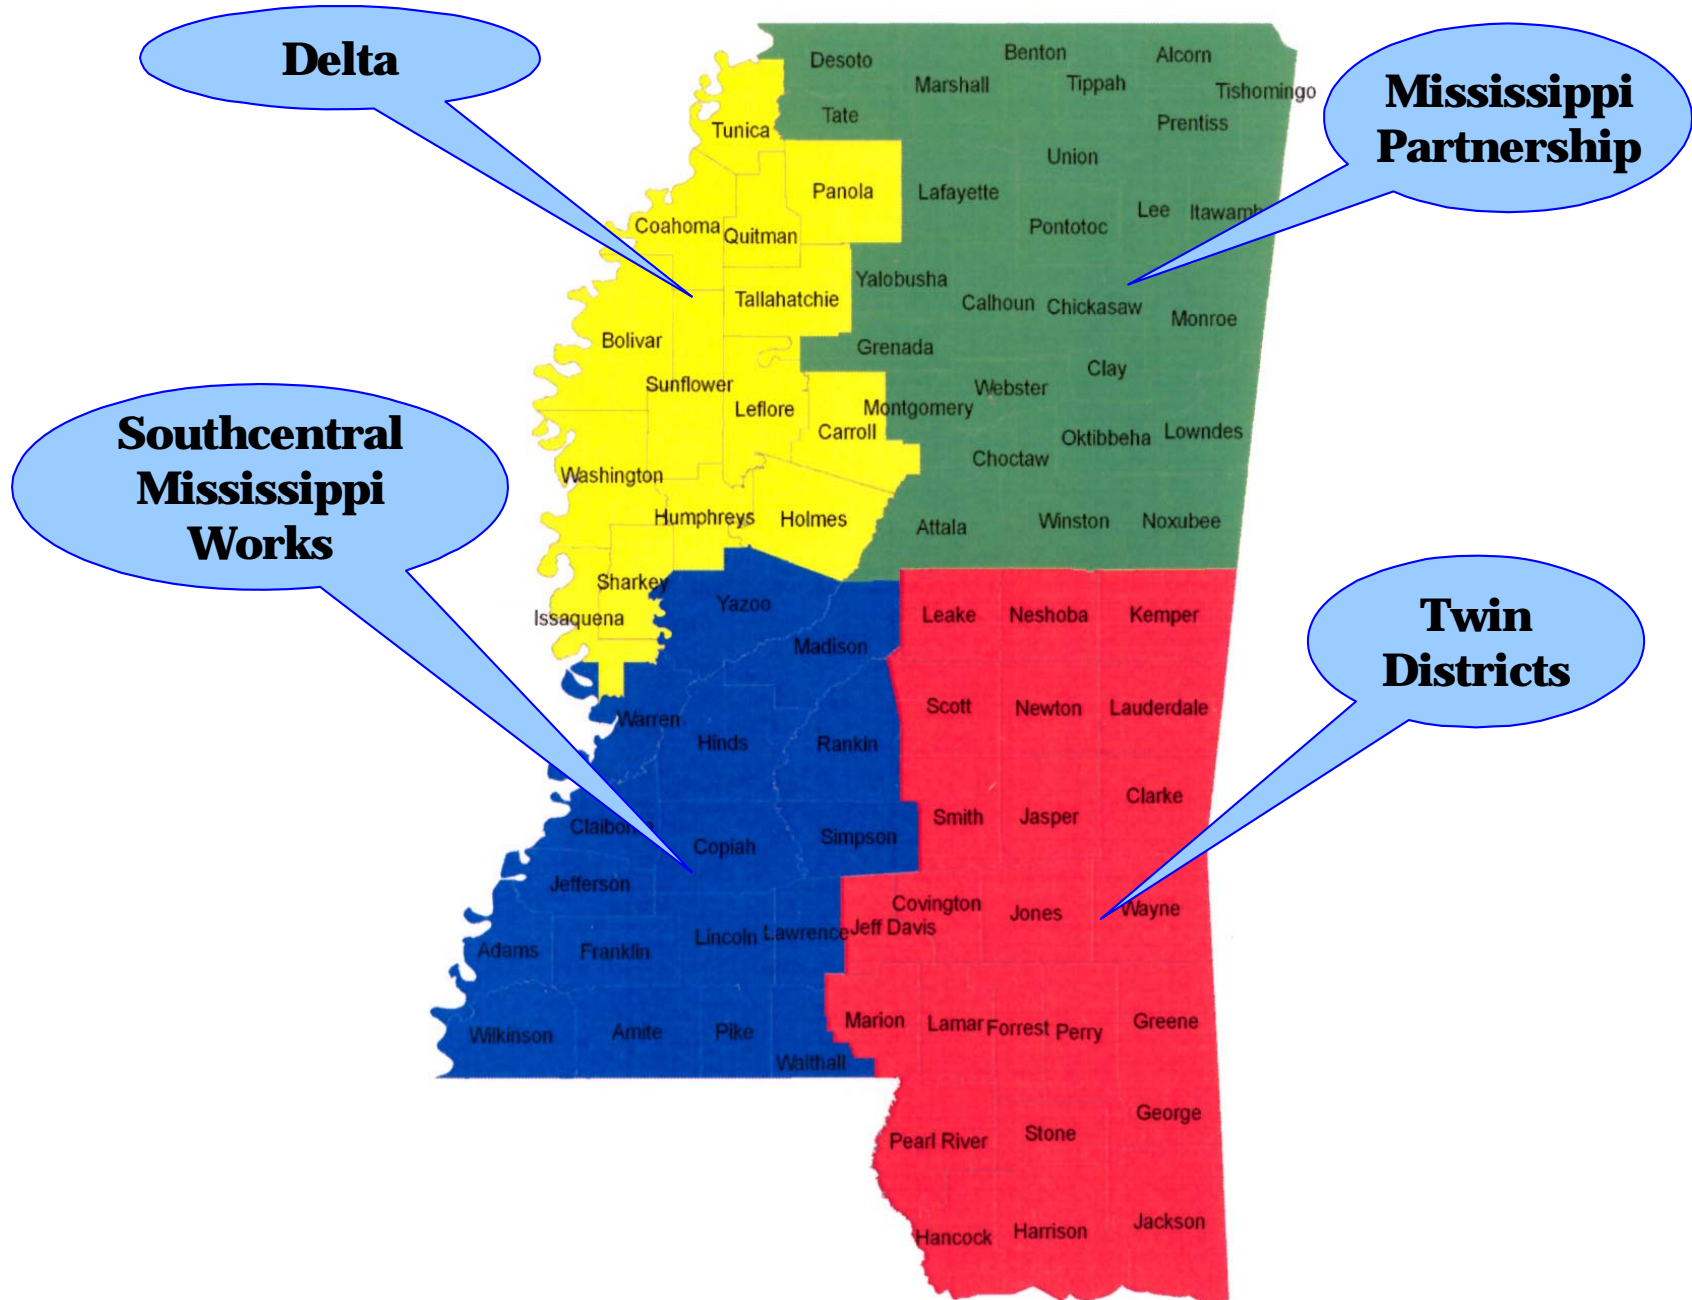 Delta
Mississippi
Partnership
Southcentral
Mississippi
Works
Twin
Districts
Desoto
Benton
Alcorn
Marshall
Tippah
Tishomingo
Tate
Prentiss
Tunica
Union
Panola
Lafayette
Lee
Itawamb
Coahoma
Quitman
Pontotoc
Yalobusha
Tallahatchie
Calhoun
Chickasaw
Monroe
Bolivar
Grenada
Clay
Sunflower
Webster
Leflore
Montgomery
Carroll
Oktibbeha
Lowndes
Choctaw
Washington
Humphreys
Holmes
Attala
Winston
Noxubee
Sharkey
Issaquena
Yazoo
Leake
Neshoba
Kemper
Madison
Scott
Newton
Lauderdale
Warren
Hinds
Rankin
Clarke
Smith
Jasper
Claiborne
Copiah
Simpson
Jefferson
Covington
Jones
Wayne
Jeff Davis
Adams
Franklin
Lincoln
Lawrence
Marion
Lamar
Forrest
Perry
Greene
Wilkinson
Amite
Pike
Walthall
George
Pearl River
Stone
Hancock
Harrison
Jackson